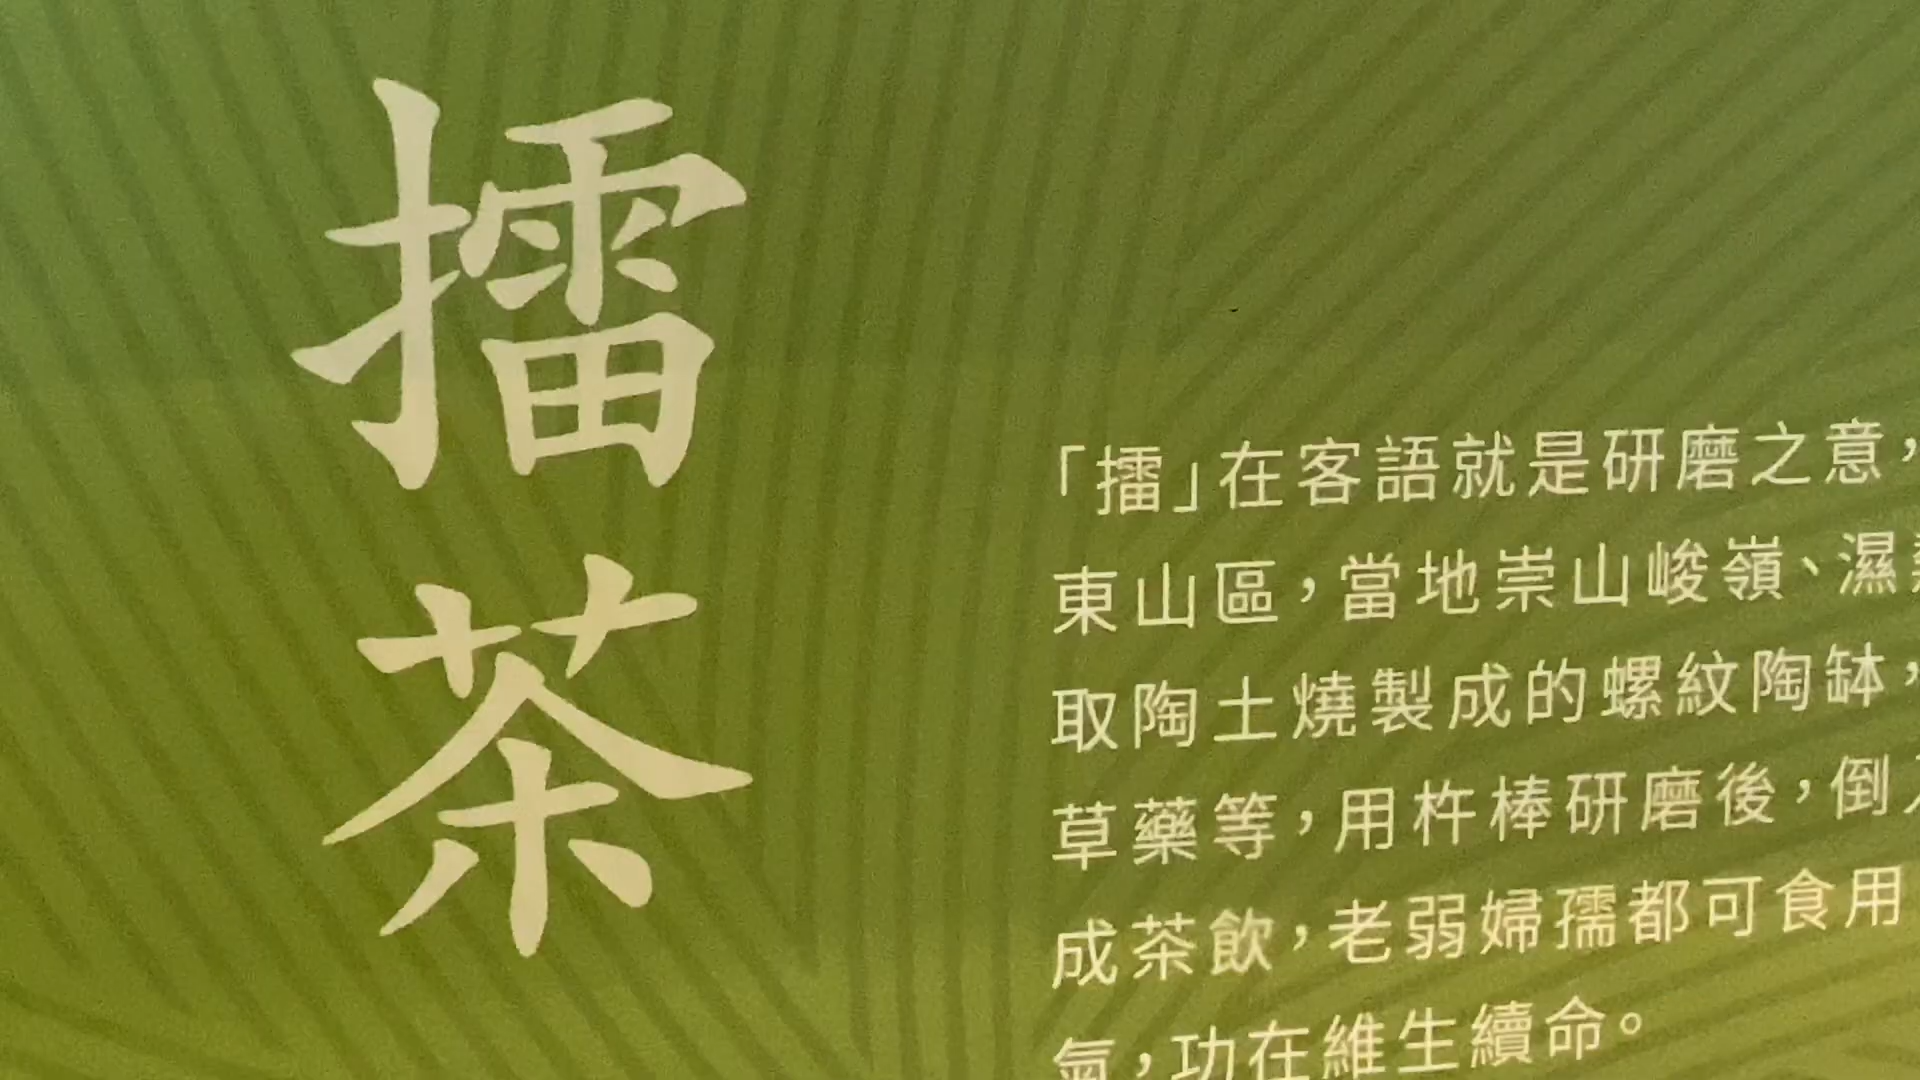 擂茶
「擂」在客語就是研磨之意，
東山區，當地崇山峻嶺、濕
取陶土燒製成的螺紋陶缽，
草藥等，用杵棒研磨後，倒
成茶飲，老弱婦孺都可食用
氣，功在維生續命。